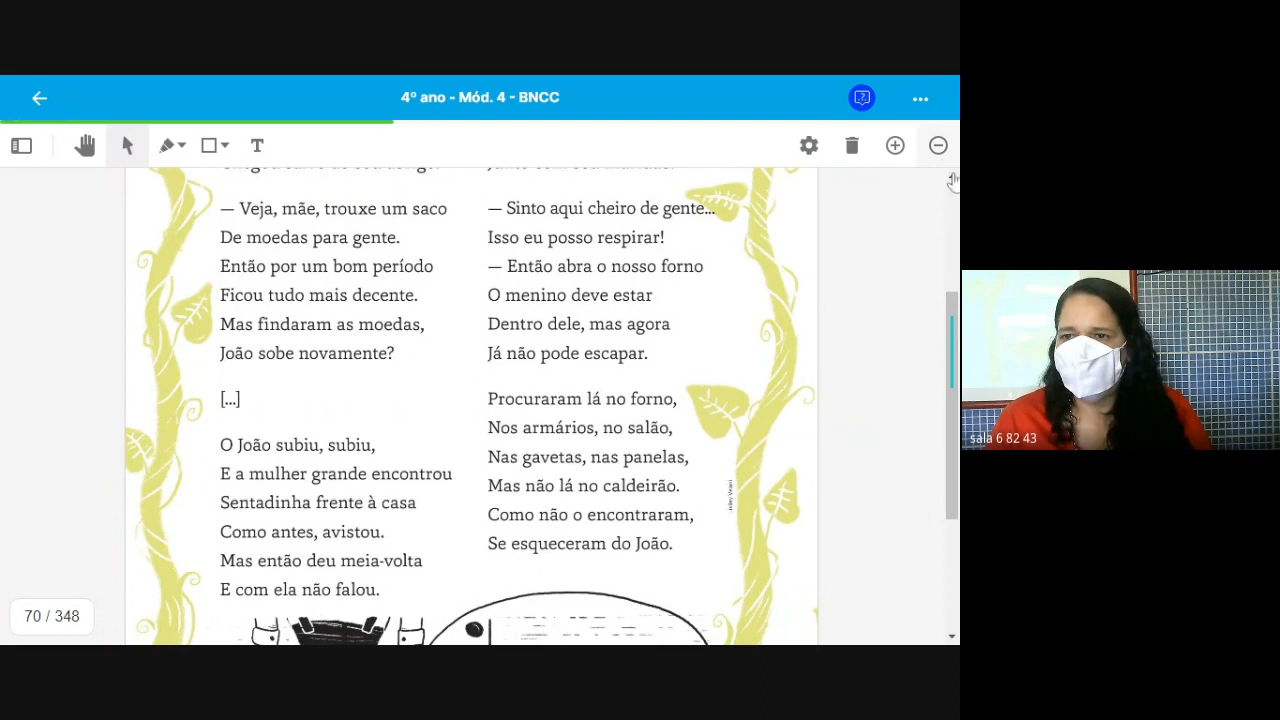 4º ano - Mód. 4 - BNCC
— Veja, mãe, trouxe um saco
De moedas para gente.
Então por um bom período
Ficou tudo mais decente.
Mas findaram as moedas,
João sobe novamente?
[...]
O João subiu, subiu,
E a mulher grande encontrou
Sentadinha frente à casa
Como antes, avistou.
Mas então deu meia-volta
E com ela não falou.
— Sinto aqui cheiro de gente...
Isso eu posso respirar!
— Então abra o nosso forno
O menino deve estar
Dentro dele, mas agora
Já não pode escapar.
Procuraram lá no forno,
Nos armários, no salão,
Nas gavetas, nas panelas,
Mas não lá no caldeirão.
Como não o encontraram,
Se esqueceram do João.
70 / 348
sala 6 82 43